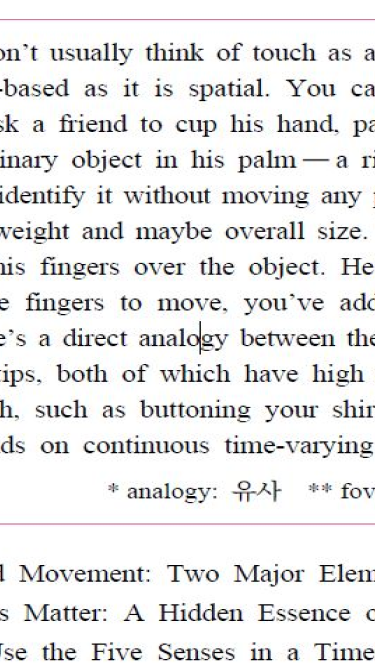 on't usually think of touch as a
-based as it is spatial. You ca
sk a friend to cup his hand, pa
inary object in his palm — a ri
identify it without moving any
weight and maybe overall size.
his fingers over the object. He
e fingers to move, you've add
e's a direct analogy between the
tips, both of which have high
h, such as buttoning your shir
ds on continuous time-varying
* analogy: 유사 ** fov
d Movement: Two Major Elem
s Matter: A Hidden Essence o
Use the Five Senses in a Time